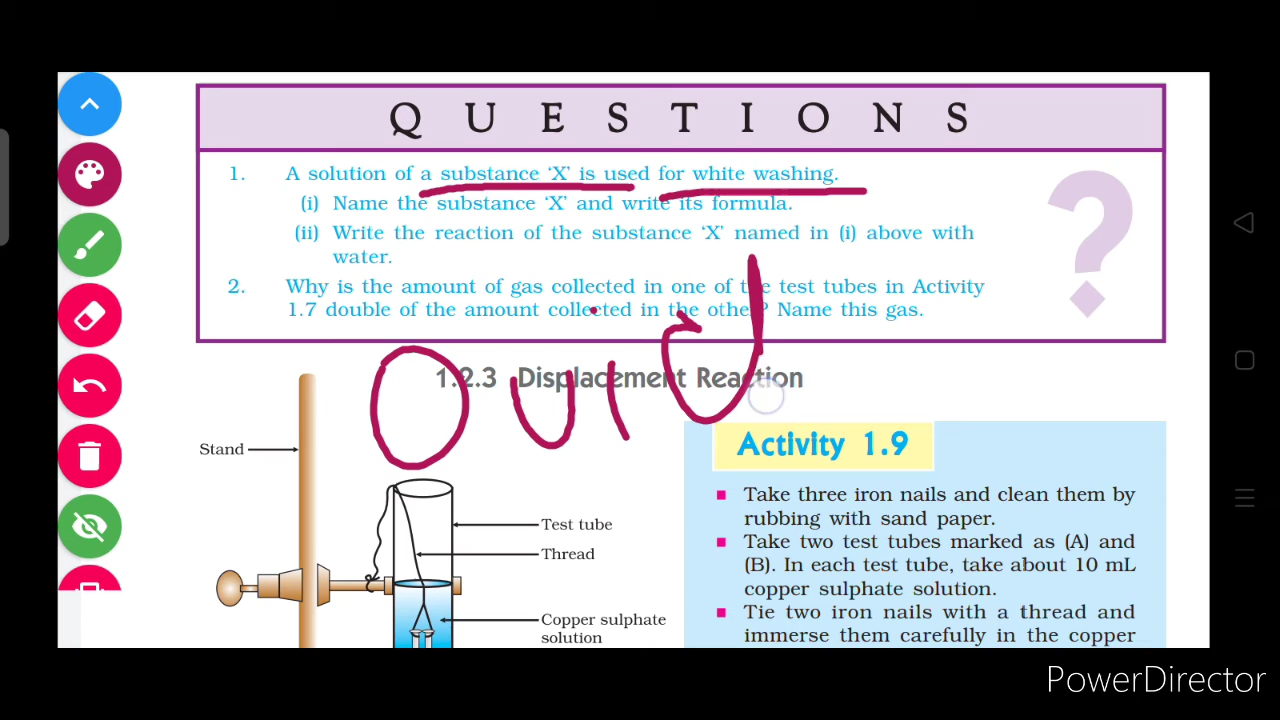 QUESTIONS
1. A solution of a substance ‘X’ is used for white washing.
(i) Name the substance ‘X’ and write its formula.
(ii) Write the reaction of the substance ‘X’ named in (i) above with
water.
2. Why is the amount of gas collected in one of the test tubes in Activity
1.7 double of the amount collected in the other? Name this gas.
?
1.2.3 Displacement Reaction
Stand
Test tube
Thread
Copper sulphate
solution
Activity 1.9
Take three iron nails and clean them by
rubbing with sand paper.
Take two test tubes marked as (A) and
(B). In each test tube, take about 10 mL
copper sulphate solution.
Tie two iron nails with a thread and
immerse them carefully in the copper
PowerDirector